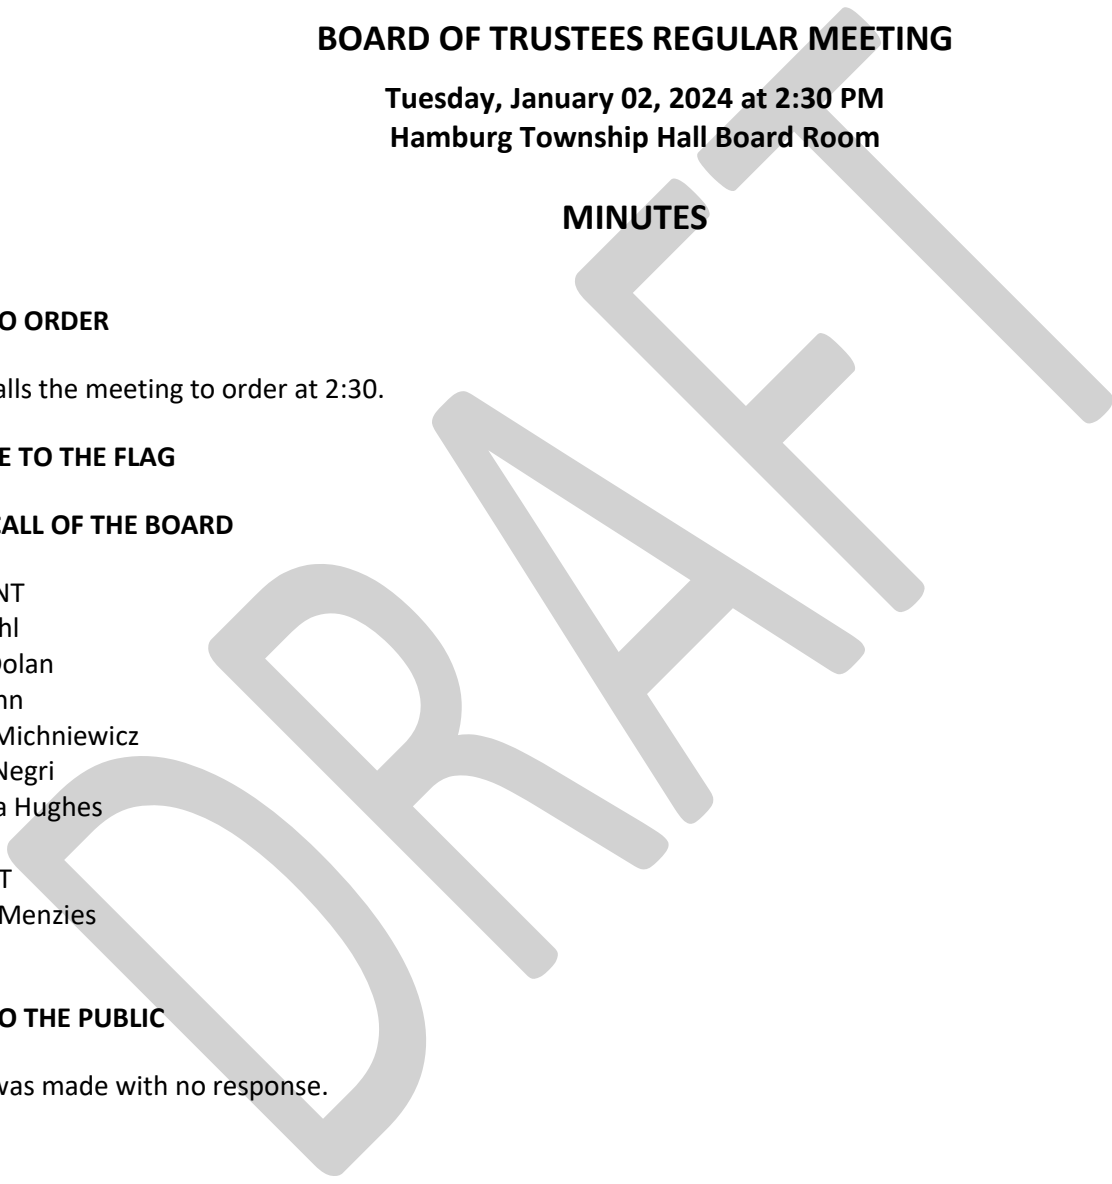 BOARD OF TRUSTEES REGULAR MEETING
Tuesday, January 02, 2024 at 2:30 PM
Hamburg Township Hall Board Room
MINUTES
O ORDER
alls the meeting to order at 2:30.
E TO THE FLAG
CALL OF THE BOARD
NT
hl
Dolan
nn
Michniewicz
Negri
a Hughes
T
Menzies
O THE PUBLIC
was made with no response.
DRAFT